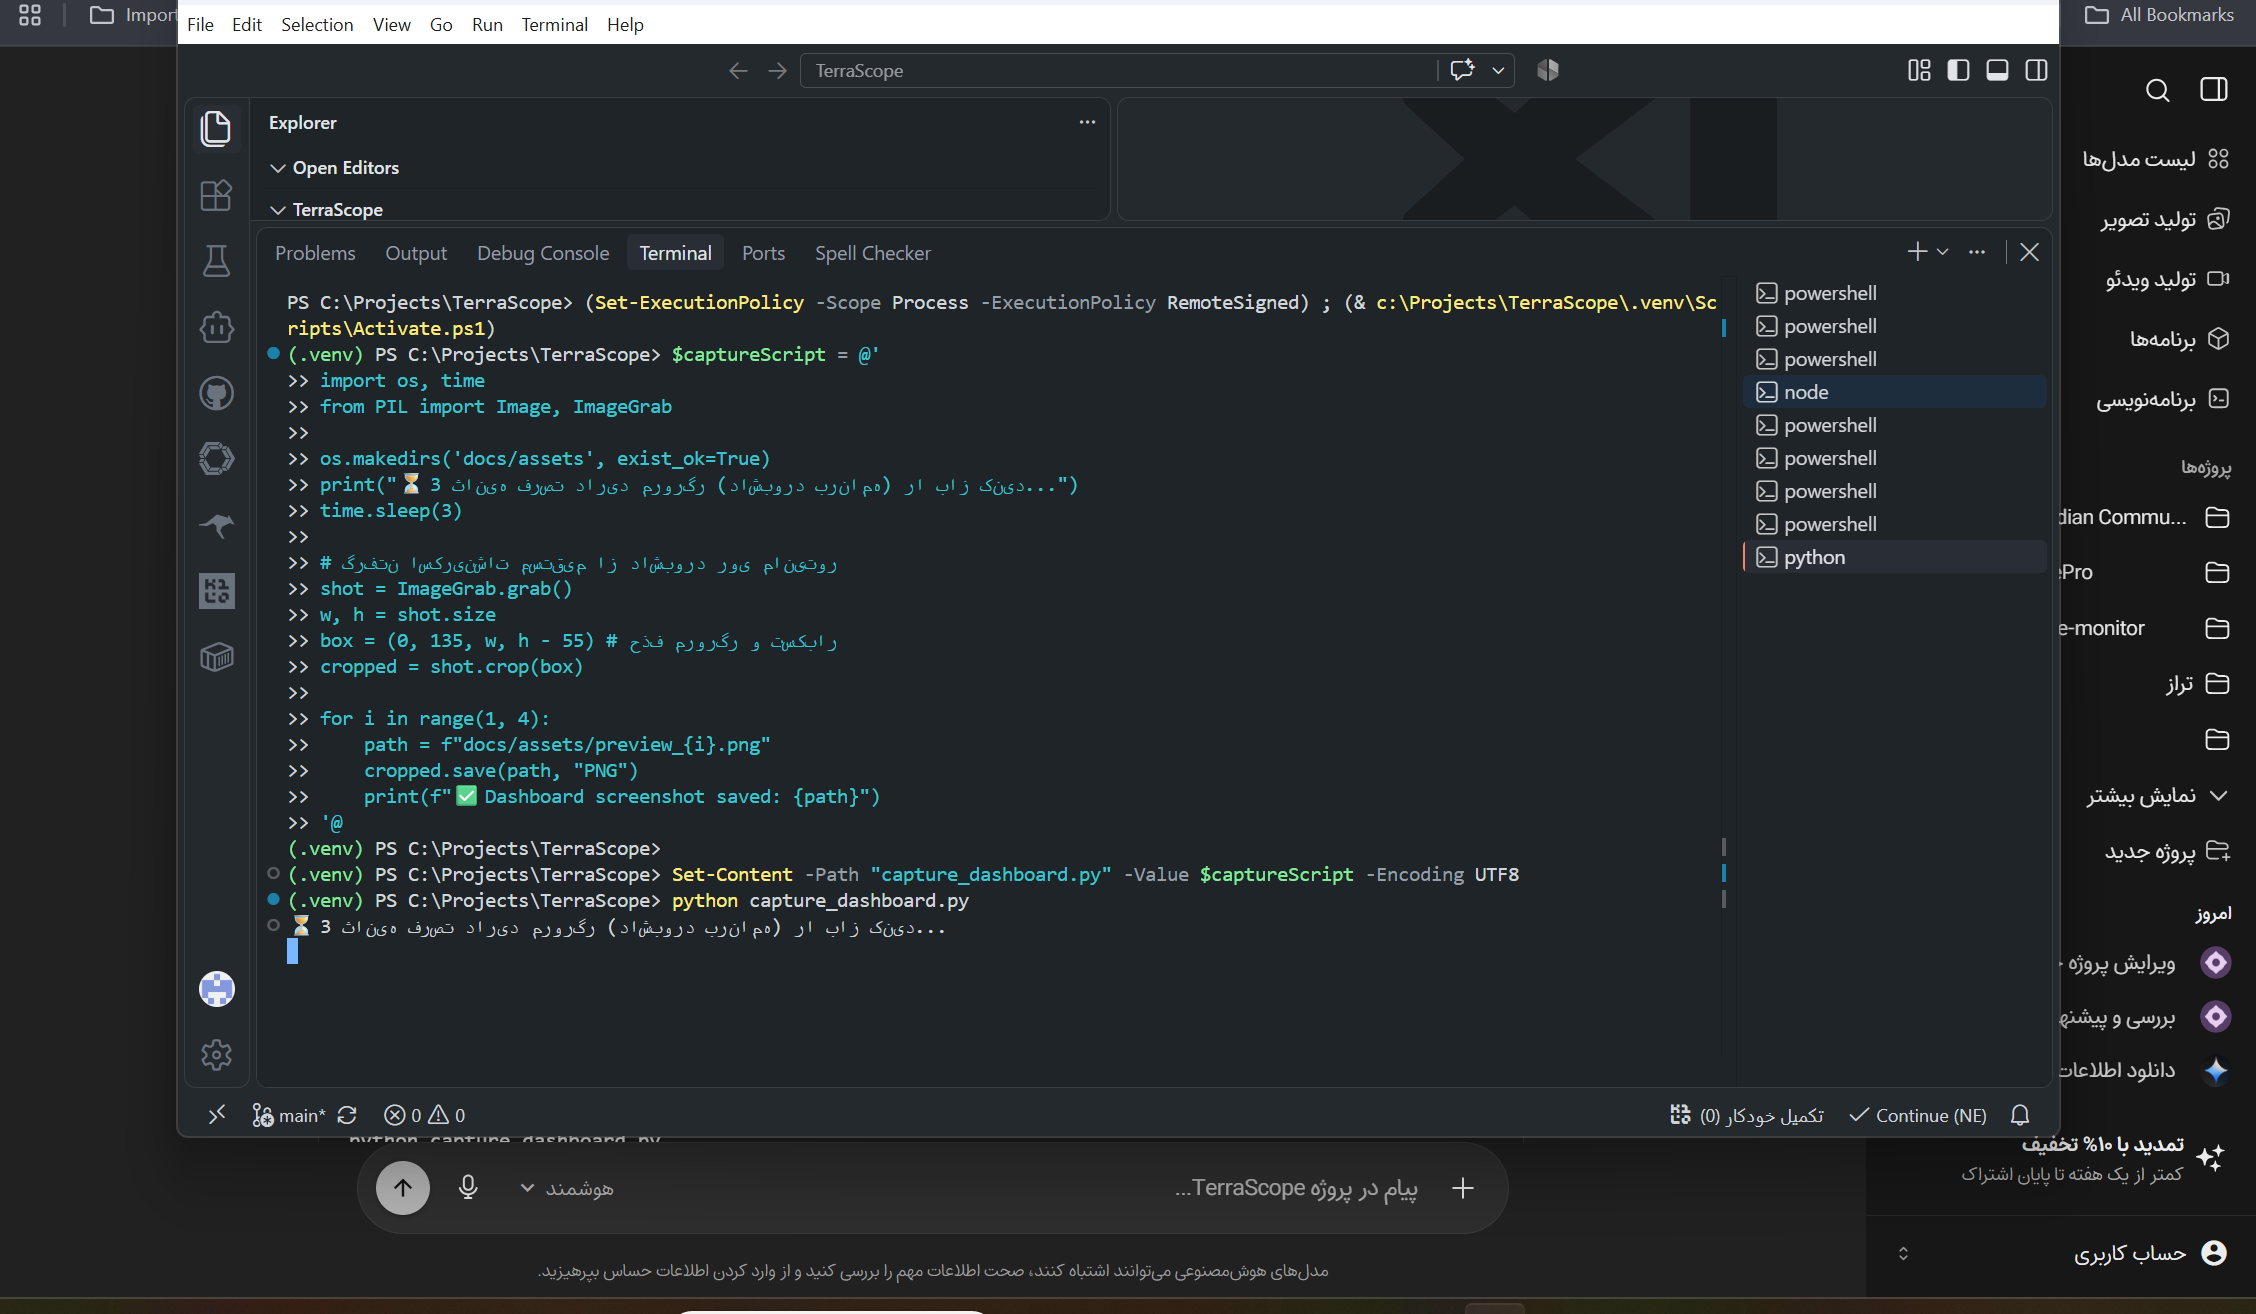 Import
All Bookmarks
File Edit Selection View Go Run Terminal Help
TerraScope
Explorer
Open Editors
TerraScope
Problems Output Debug Console Terminal Ports Spell Checker
PS C:\Projects\TerraScope> (Set-ExecutionPolicy -Scope Process -ExecutionPolicy RemoteSigned) ; (& c:\Projects\TerraScope\.venv\Sc
ripts\Activate.ps1)
(.venv) PS C:\Projects\TerraScope> $captureScript = @'
>> import os, time
>> from PIL import Image, ImageGrab
>>
>> os.makedirs('docs/assets', exist_ok=True)
>> print("⏳ 3 ثانیه فرصت دارید مرورگر (داشبورد برنامه) را باز کنید...")
>> time.sleep(3)
>>
>> # گرفتن اسکرین‌شات مستقیم از داشبورد روی مانیتور
>> shot = ImageGrab.grab()
>> w, h = shot.size
>> box = (0, 135, w, h - 55) # حذف مرورگر و تسکبار
>> cropped = shot.crop(box)
>>
>> for i in range(1, 4):
>>     path = f"docs/assets/preview_{i}.png"
>>     cropped.save(path, "PNG")
>>     print(f"✅ Dashboard screenshot saved: {path}")
>> '@
(.venv) PS C:\Projects\TerraScope>
(.venv) PS C:\Projects\TerraScope> Set-Content -Path "capture_dashboard.py" -Value $captureScript -Encoding UTF8
(.venv) PS C:\Projects\TerraScope> python capture_dashboard.py
⏳ 3 ثانیه فرصت دارید مرورگر (داشبورد برنامه) را باز کنید...
powershell
powershell
powershell
node
powershell
powershell
powershell
powershell
python
main* 0 0
تکمیل خودکار (0)
Continue (NE)
لیست مدل‌ها
تولید تصویر
تولید ویدئو
برنامه‌ها
برنامه‌نویسی
پروژه‌ها
dian Commu...
Pro
e-monitor
تراز
نمایش بیشتر
پروژه جدید
امروز
ویرایش پروژه
بررسی و پیشنه
دانلود اطلاعات
تمدید با ۱۰% تخفیف
کمتر از یک هفته تا پایان اشتراک
حساب کاربری
python capture_dashboard.py
پیام در پروژه TerraScope...
هوشمند
مدل‌های هوش‌مصنوعی می‌توانند اشتباه کنند، صحت اطلاعات مهم را بررسی کنید و از وارد کردن اطلاعات حساس بپرهیزید.